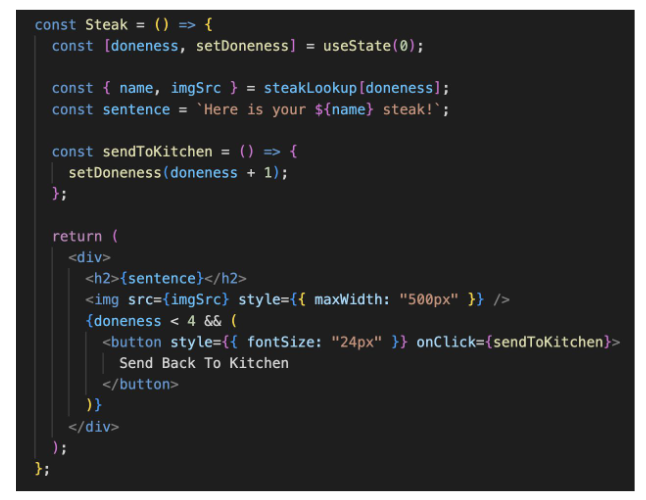 const Steak = () => {
const [doneness, setDoneness] = useState(0);
const { name, imgSrc } = steakLookup[doneness];
const sentence = `Here is your ${name} steak!`;
const sendToKitchen = () => {
setDoneness(doneness + 1);
};
return (
<div>
<h2>{sentence}</h2>
<img src={imgSrc} style={{ maxWidth: "500px" }} />
{doneness < 4 && (
<button style={{ fontSize: "24px" }} onClick={sendToKitchen}>
Send Back To Kitchen
</button>
)}
</div>
);
};